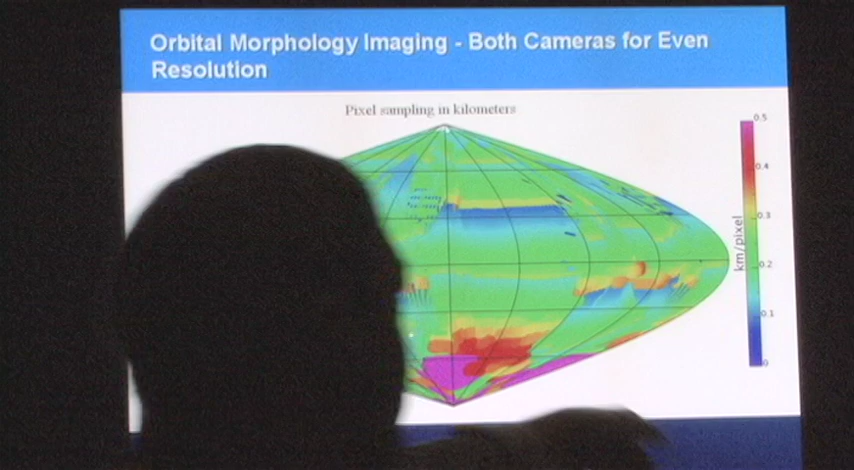 Orbital Morphology Imaging - Both Cameras for Even
Resolution
Pixel sampling in kilometers
0.5
0.4
0.3
0.2
0.1
0
km/pixel